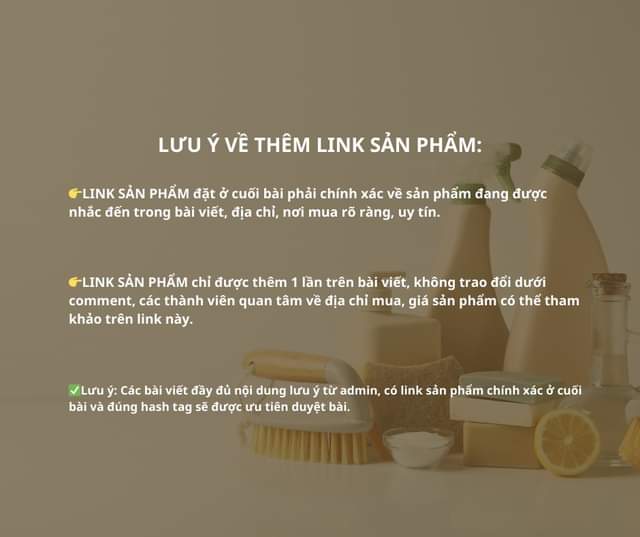 LƯU Ý VỀ THÊM LINK SẢN PHẨM:
👉LINK SẢN PHẨM đặt ở cuối bài phải chính xác về sản phẩm đang được
nhắc đến trong bài viết, địa chỉ, nơi mua rõ ràng, uy tín.
👉LINK SẢN PHẨM chỉ được thêm 1 lần trên bài viết, không trao đổi dưới
comment, các thành viên quan tâm về địa chỉ mua, giá sản phẩm có thể tham
khảo trên link này.
✅Lưu ý: Các bài viết đầy đủ nội dung lưu ý từ admin, có link sản phẩm chính xác ở cuối
bài và đúng hash tag sẽ được ưu tiên duyệt bài.